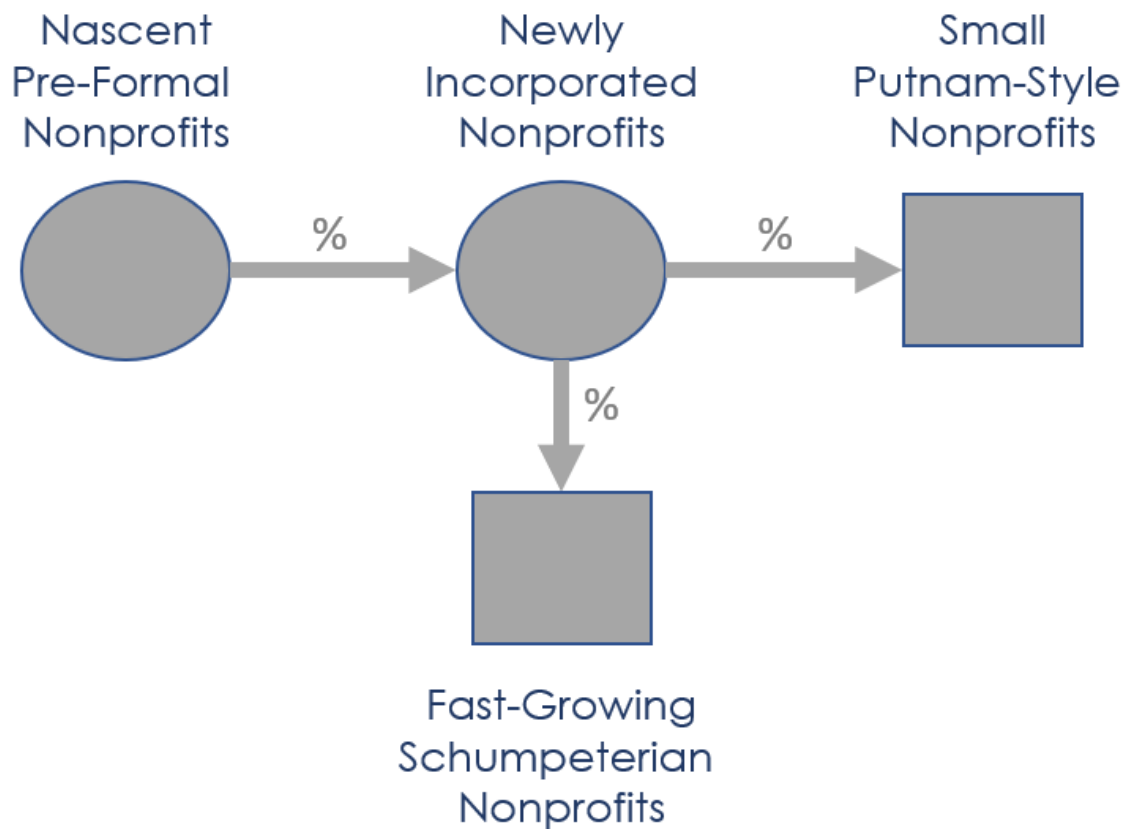 Nascent
Pre-Formal
Nonprofits
Newly
Incorporated
Nonprofits
Small
Putnam-Style
Nonprofits
%
%
%
Fast-Growing
Schumpeterian
Nonprofits